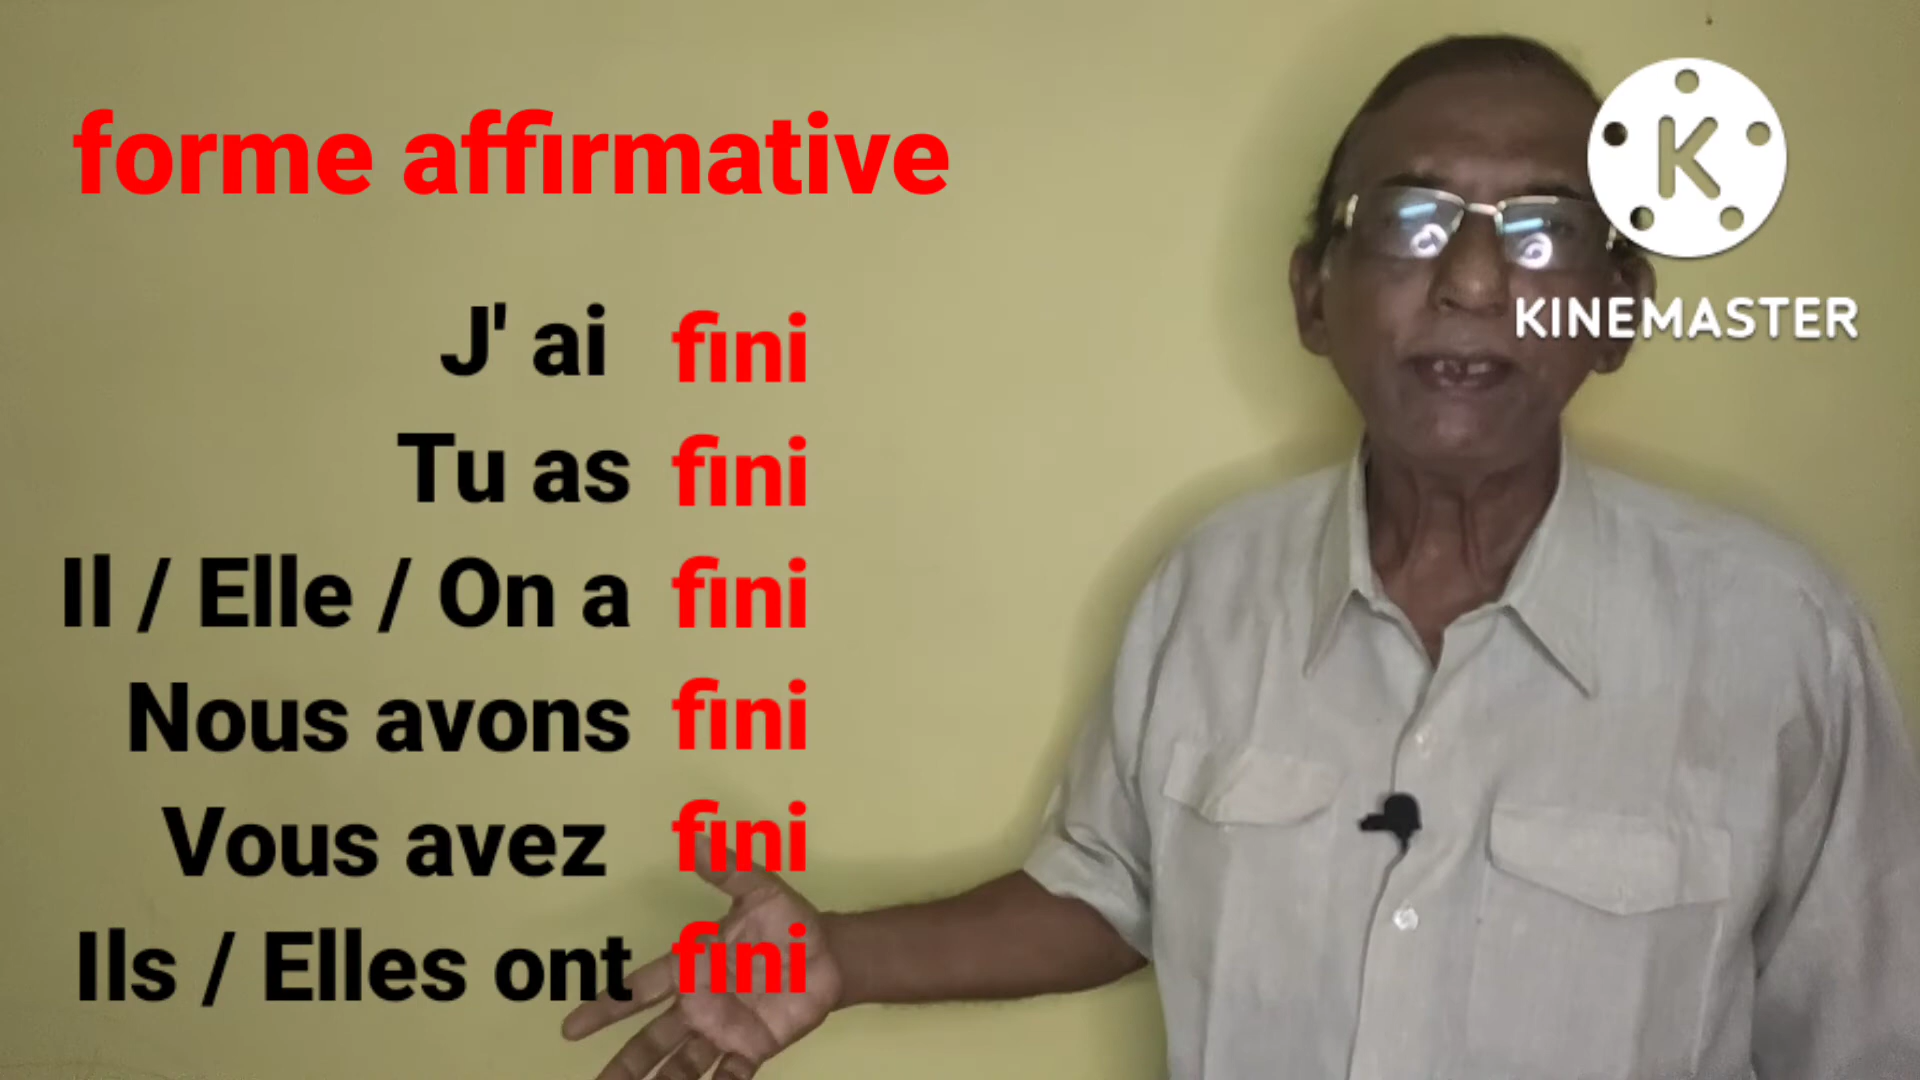 forme affirmative
J' ai fini
Tu as fini
Il / Elle / On a fini
Nous avons fini
Vous avez fini
Ils / Elles ont fini
K
KINEMASTER